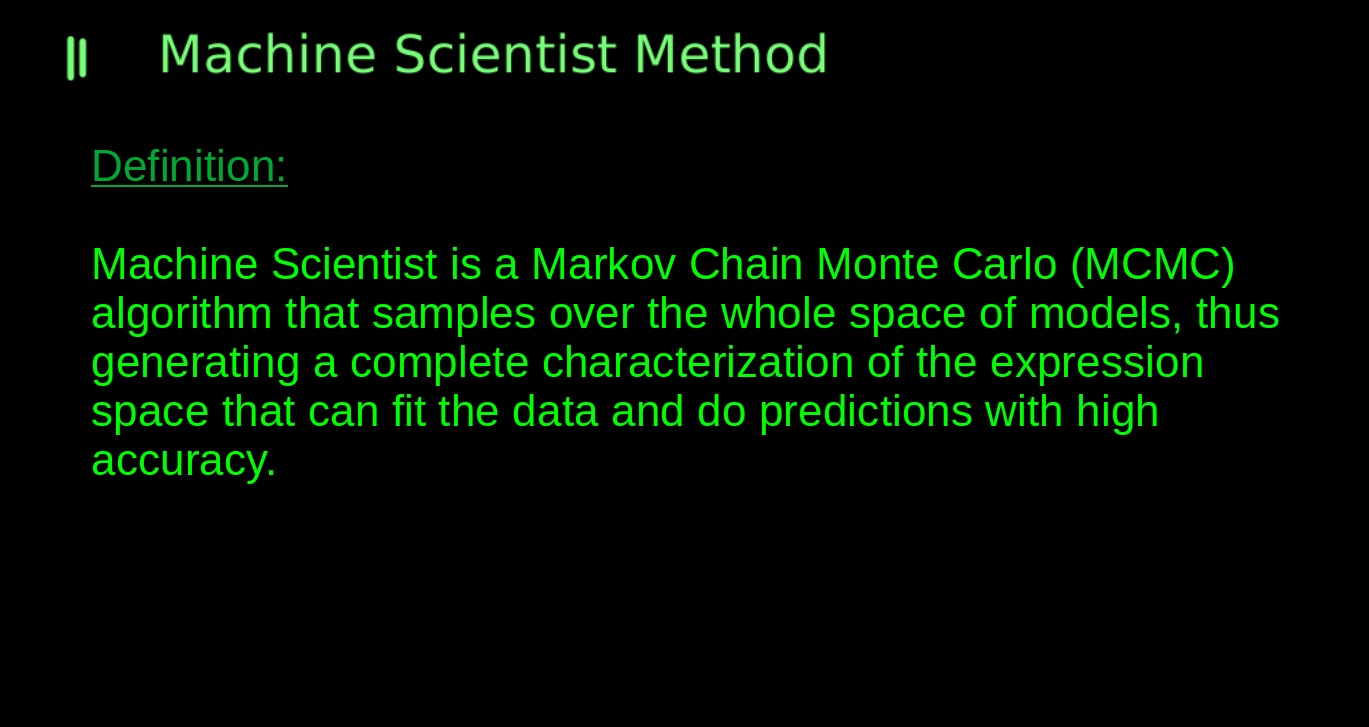 || Machine Scientist Method
Definition:
Machine Scientist is a Markov Chain Monte Carlo (MCMC)
algorithm that samples over the whole space of models, thus
generating a complete characterization of the expression
space that can fit the data and do predictions with high
accuracy.